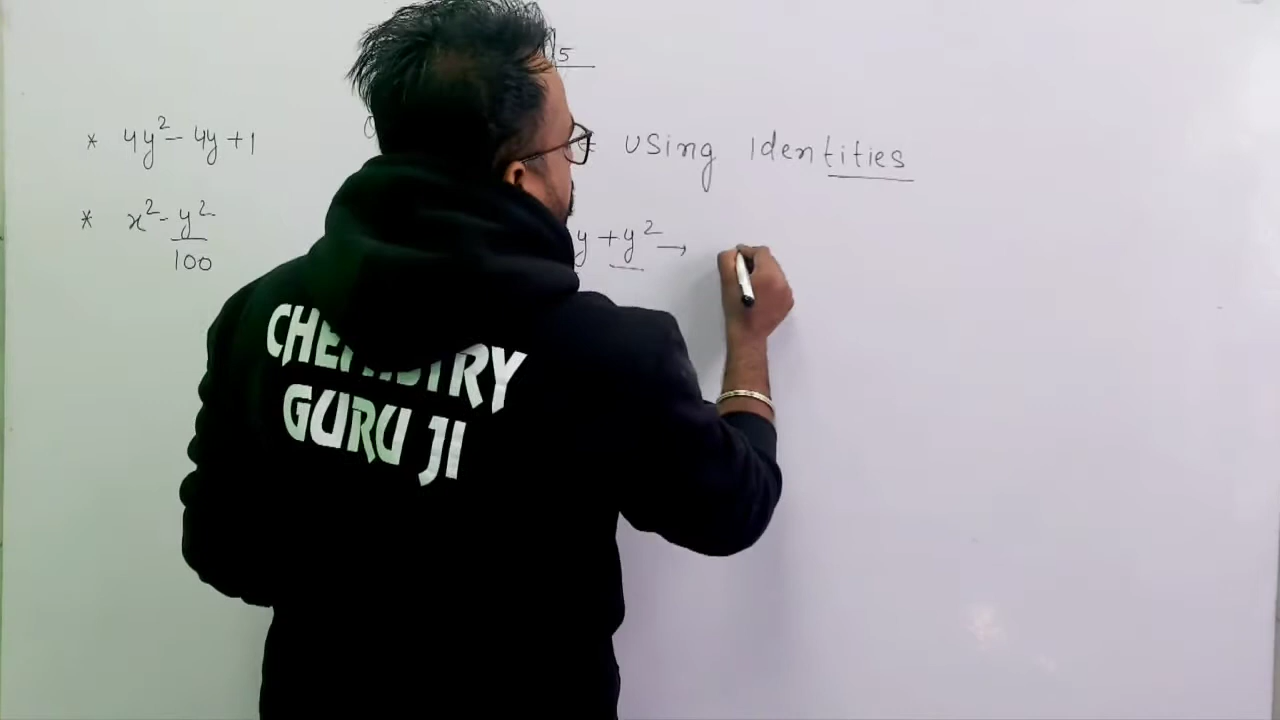 5
* 4y² - 4y + 1
using Identities
* x² - y²/100
y + y² →
CHEMISTRY
GURU JI